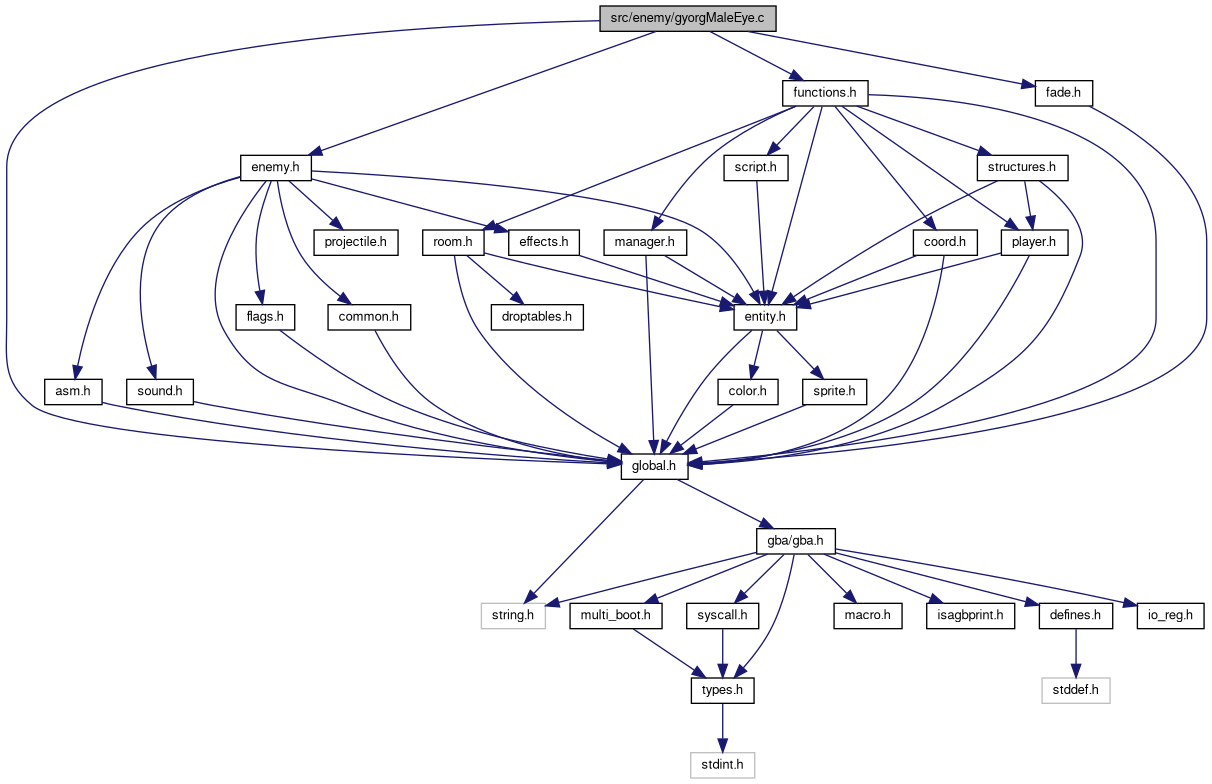 src/enemy/gyorgMaleEye.c
functions.h
fade.h
enemy.h
script.h
structures.h
projectile.h
room.h
effects.h
manager.h
coord.h
player.h
flags.h
common.h
droptables.h
entity.h
asm.h
sound.h
color.h
sprite.h
global.h
gba/gba.h
string.h
multi_boot.h
syscall.h
macro.h
isagbprint.h
defines.h
io_reg.h
types.h
stddef.h
stdint.h